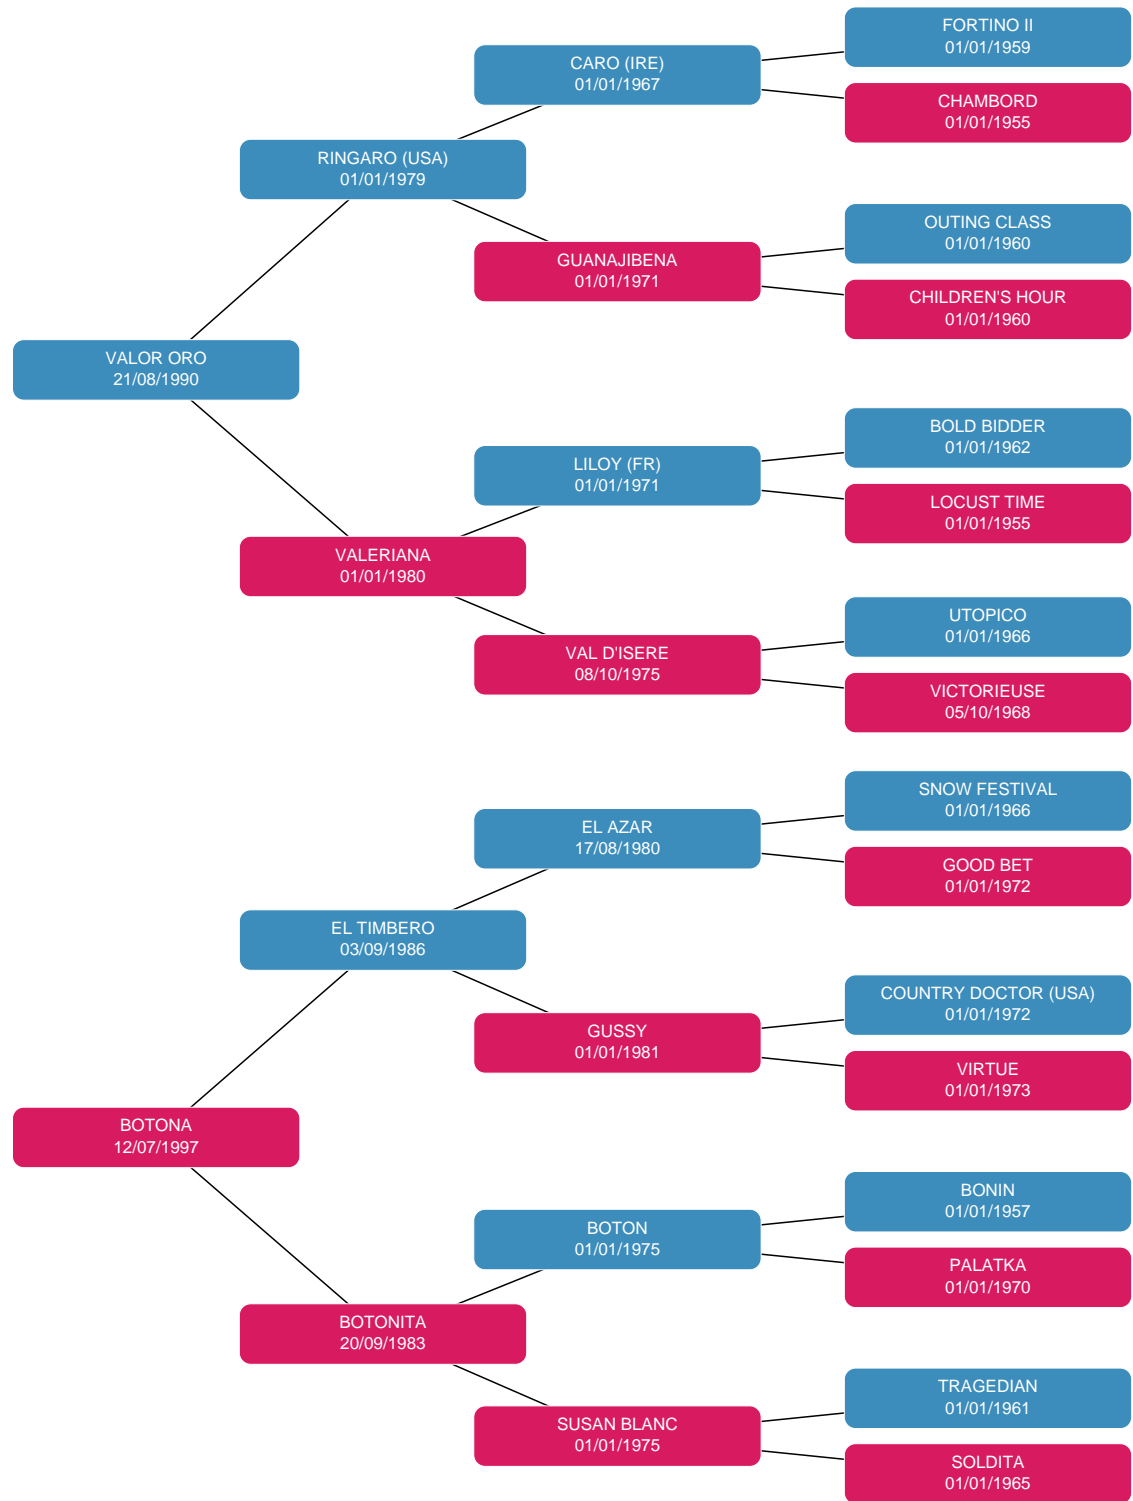 FORTINO II
01/01/1959
CARO (IRE)
01/01/1967
CHAMBORD
01/01/1955
RINGARO (USA)
01/01/1979
OUTING CLASS
01/01/1960
GUANAJIBENA
01/01/1971
CHILDREN'S HOUR
01/01/1960
VALOR ORO
21/08/1990
BOLD BIDDER
01/01/1962
LILOY (FR)
01/01/1971
LOCUST TIME
01/01/1955
VALERIANA
01/01/1980
UTOPICO
01/01/1966
VAL D'ISERE
08/10/1975
VICTORIEUSE
05/10/1968
SNOW FESTIVAL
01/01/1966
EL AZAR
17/08/1980
GOOD BET
01/01/1972
EL TIMBERO
03/09/1986
COUNTRY DOCTOR (USA)
01/01/1972
GUSSY
01/01/1981
VIRTUE
01/01/1973
BOTONA
12/07/1997
BONIN
01/01/1957
BOTON
01/01/1975
PALATKA
01/01/1970
BOTONITA
20/09/1983
TRAGEDIAN
01/01/1961
SUSAN BLANC
01/01/1975
SOLDITA
01/01/1965